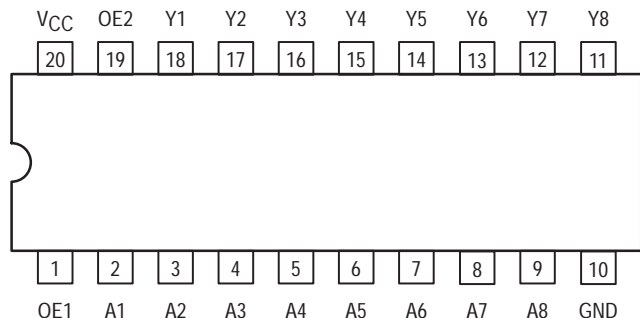 VCC OE2 Y1 Y2 Y3 Y4 Y5 Y6 Y7 Y8
20 19 18 17 16 15 14 13 12 11
1 2 3 4 5 6 7 8 9 10
OE1 A1 A2 A3 A4 A5 A6 A7 A8 GND